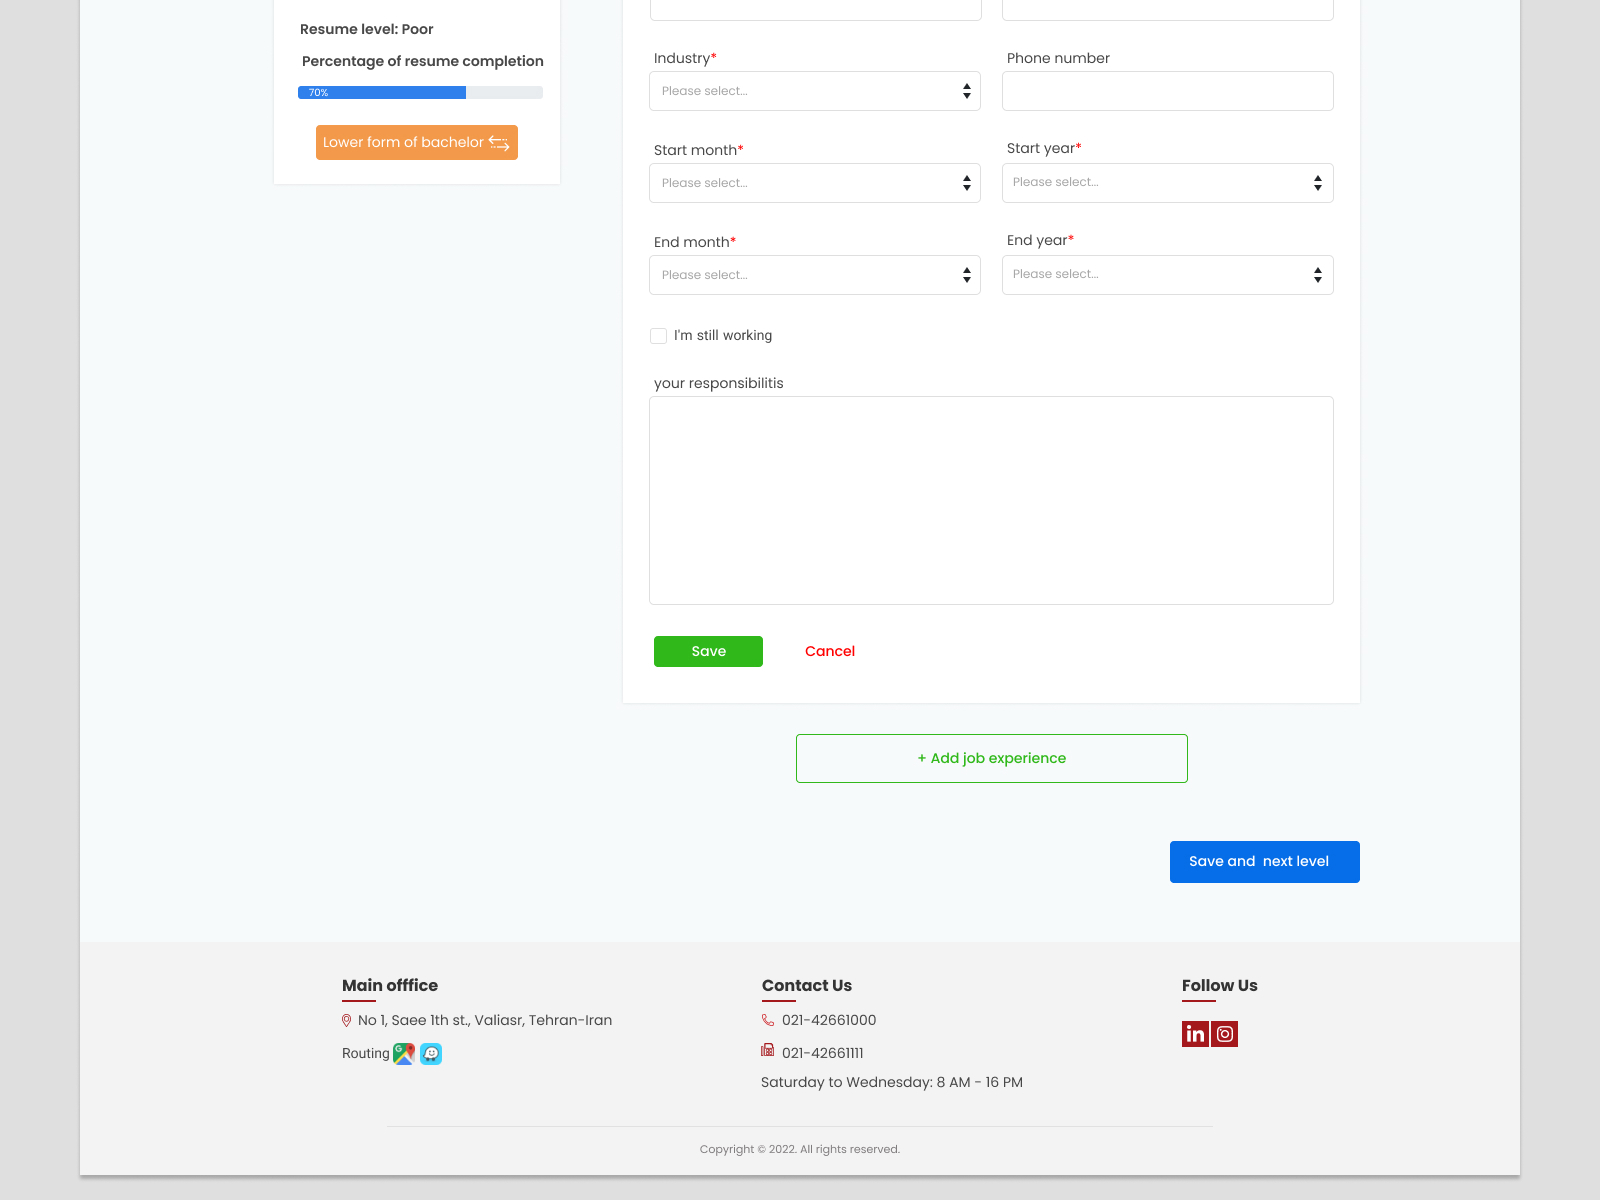 Resume level: Poor
Percentage of resume completion
70%
Lower form of bachelor
Industry*
Phone number
Please select...
Start month*
Start year*
Please select...
Please select...
End month*
End year*
Please select...
Please select...
I'm still working
your responsibilitis
Save
Cancel
+ Add job experience
Save and next level
Main offfice
No 1, Saee 1th st., Valiasr, Tehran-Iran
Routing
Contact Us
021-42661000
021-42661111
Saturday to Wednesday: 8 AM - 16 PM
Follow Us
in
Copyright © 2022. All rights reserved.